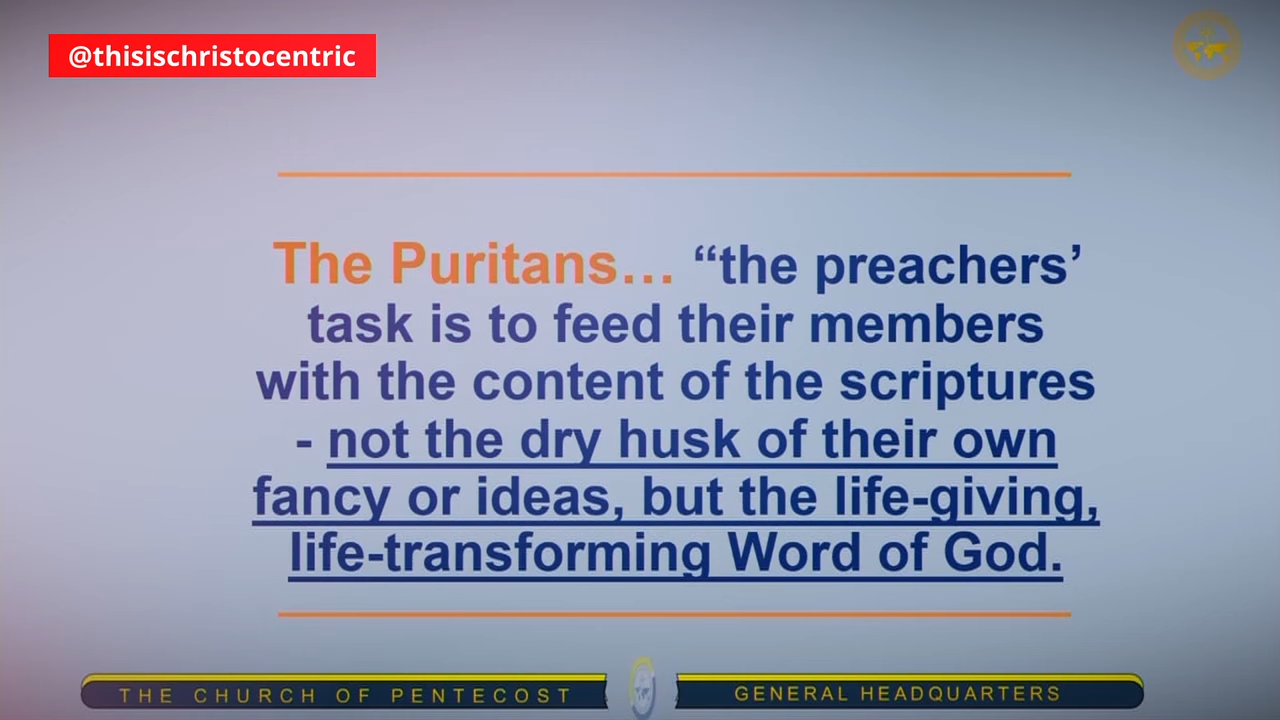 @thisischristocentric
The Puritans… “the preachers’
task is to feed their members
with the content of the scriptures
- not the dry husk of their own
fancy or ideas, but the life-giving,
life-transforming Word of God.
THE CHURCH OF PENTECOST
GENERAL HEADQUARTERS